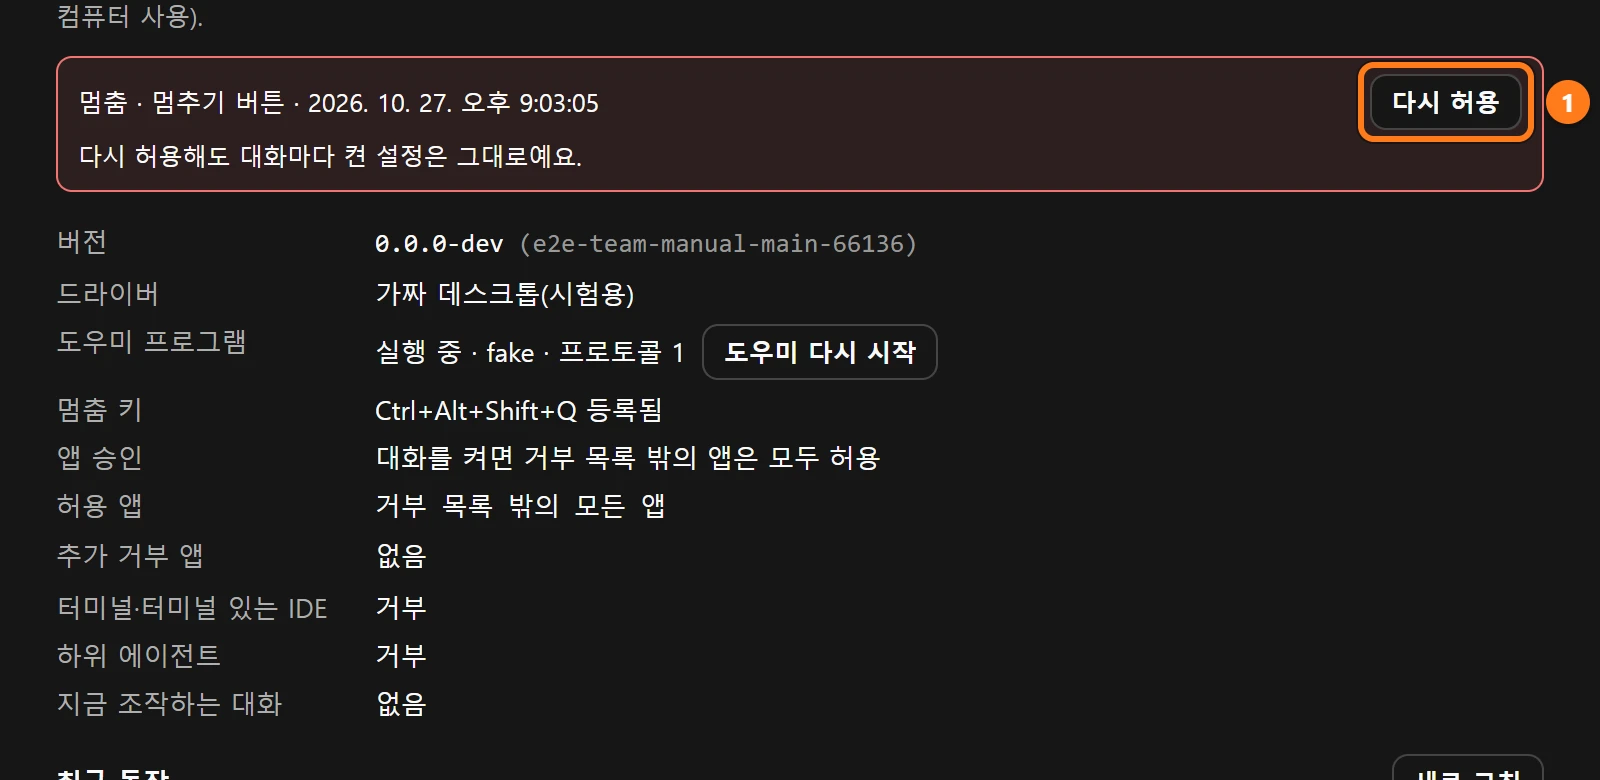 컴퓨터 사용).
멈춤 · 멈추기 버튼 · 2026. 10. 27. 오후 9:03:05
다시 허용
1
다시 허용해도 대화마다 켠 설정은 그대로예요.
버전 0.0.0-dev (e2e-team-manual-main-66136)
드라이버 가짜 데스크톱(시험용)
도우미 프로그램 실행 중 · fake · 프로토콜 1 도우미 다시 시작
멈춤 키 Ctrl+Alt+Shift+Q 등록됨
앱 승인 대화를 켜면 거부 목록 밖의 앱은 모두 허용
허용 앱 거부 목록 밖의 모든 앱
추가 거부 앱 없음
터미널·터미널 있는 IDE 거부
하위 에이전트 거부
지금 조작하는 대화 없음
최근 동작